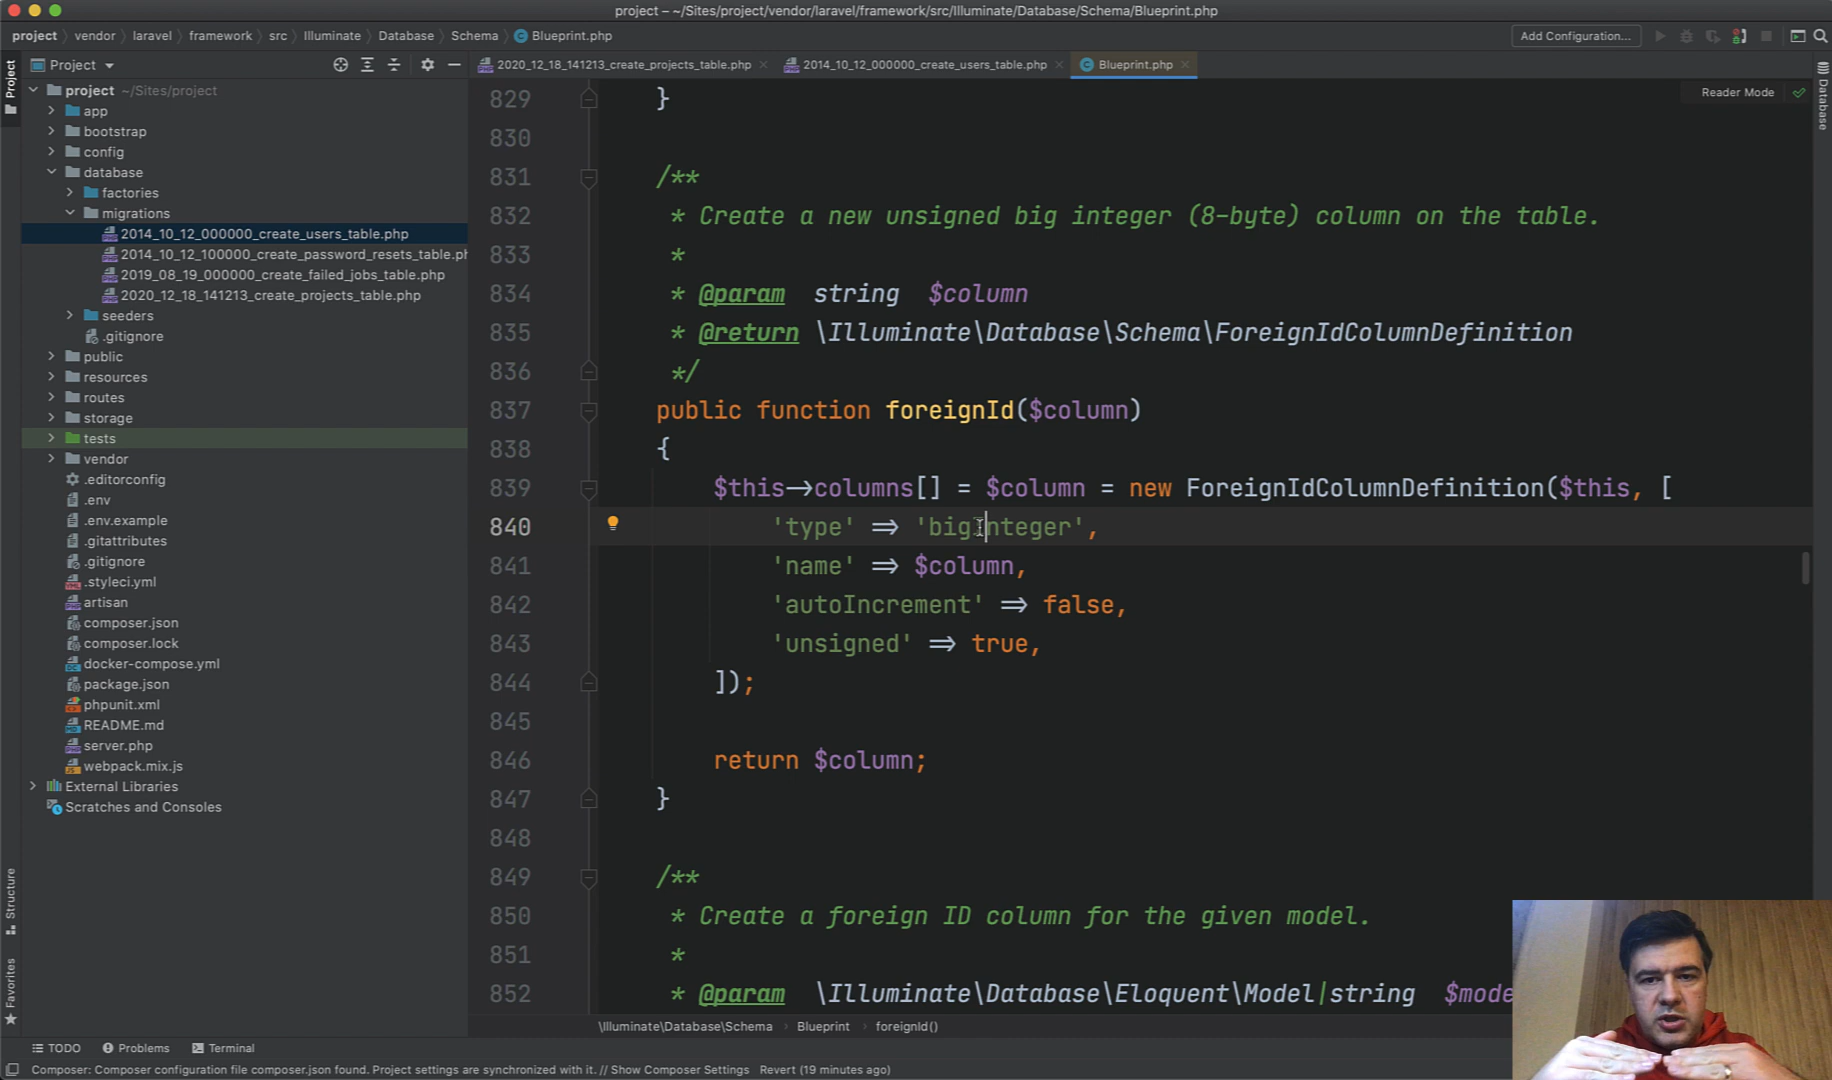 project – ~/Sites/project/vendor/laravel/framework/src/Illuminate/Database/Schema/Blueprint.php
project vendor laravel framework src Illuminate Database Schema Blueprint.php
Add Configuration...
Project
2020_12_18_141213_create_projects_table.php
2014_10_12_000000_create_users_table.php
Blueprint.php
Project
Structure
Favorites
Database
Reader Mode
project ~/Sites/project
app
bootstrap
config
database
factories
migrations
2014_10_12_000000_create_users_table.php
2014_10_12_100000_create_password_resets_table.ph
2019_08_19_000000_create_failed_jobs_table.php
2020_12_18_141213_create_projects_table.php
seeders
.gitignore
public
resources
routes
storage
tests
vendor
.editorconfig
.env
.env.example
.gitattributes
.gitignore
.styleci.yml
artisan
composer.json
composer.lock
docker-compose.yml
package.json
phpunit.xml
README.md
server.php
webpack.mix.js
External Libraries
Scratches and Consoles
829 }
830
831 /**
832 * Create a new unsigned big integer (8-byte) column on the table.
833 *
834 * @param string $column
835 * @return \Illuminate\Database\Schema\ForeignIdColumnDefinition
836 */
837 public function foreignId($column)
838 {
839 $this->columns[] = $column = new ForeignIdColumnDefinition($this, [
840 'type' => 'bigInteger',
841 'name' => $column,
842 'autoIncrement' => false,
843 'unsigned' => true,
844 ]);
845
846 return $column;
847 }
848
849 /**
850 * Create a foreign ID column for the given model.
851 *
852 * @param \Illuminate\Database\Eloquent\Model|string $mode
\Illuminate\Database\Schema Blueprint foreignId()
TODO Problems Terminal
Composer: Composer configuration file composer.json found. Project settings are synchronized with it. // Show Composer Settings Revert (19 minutes ago)